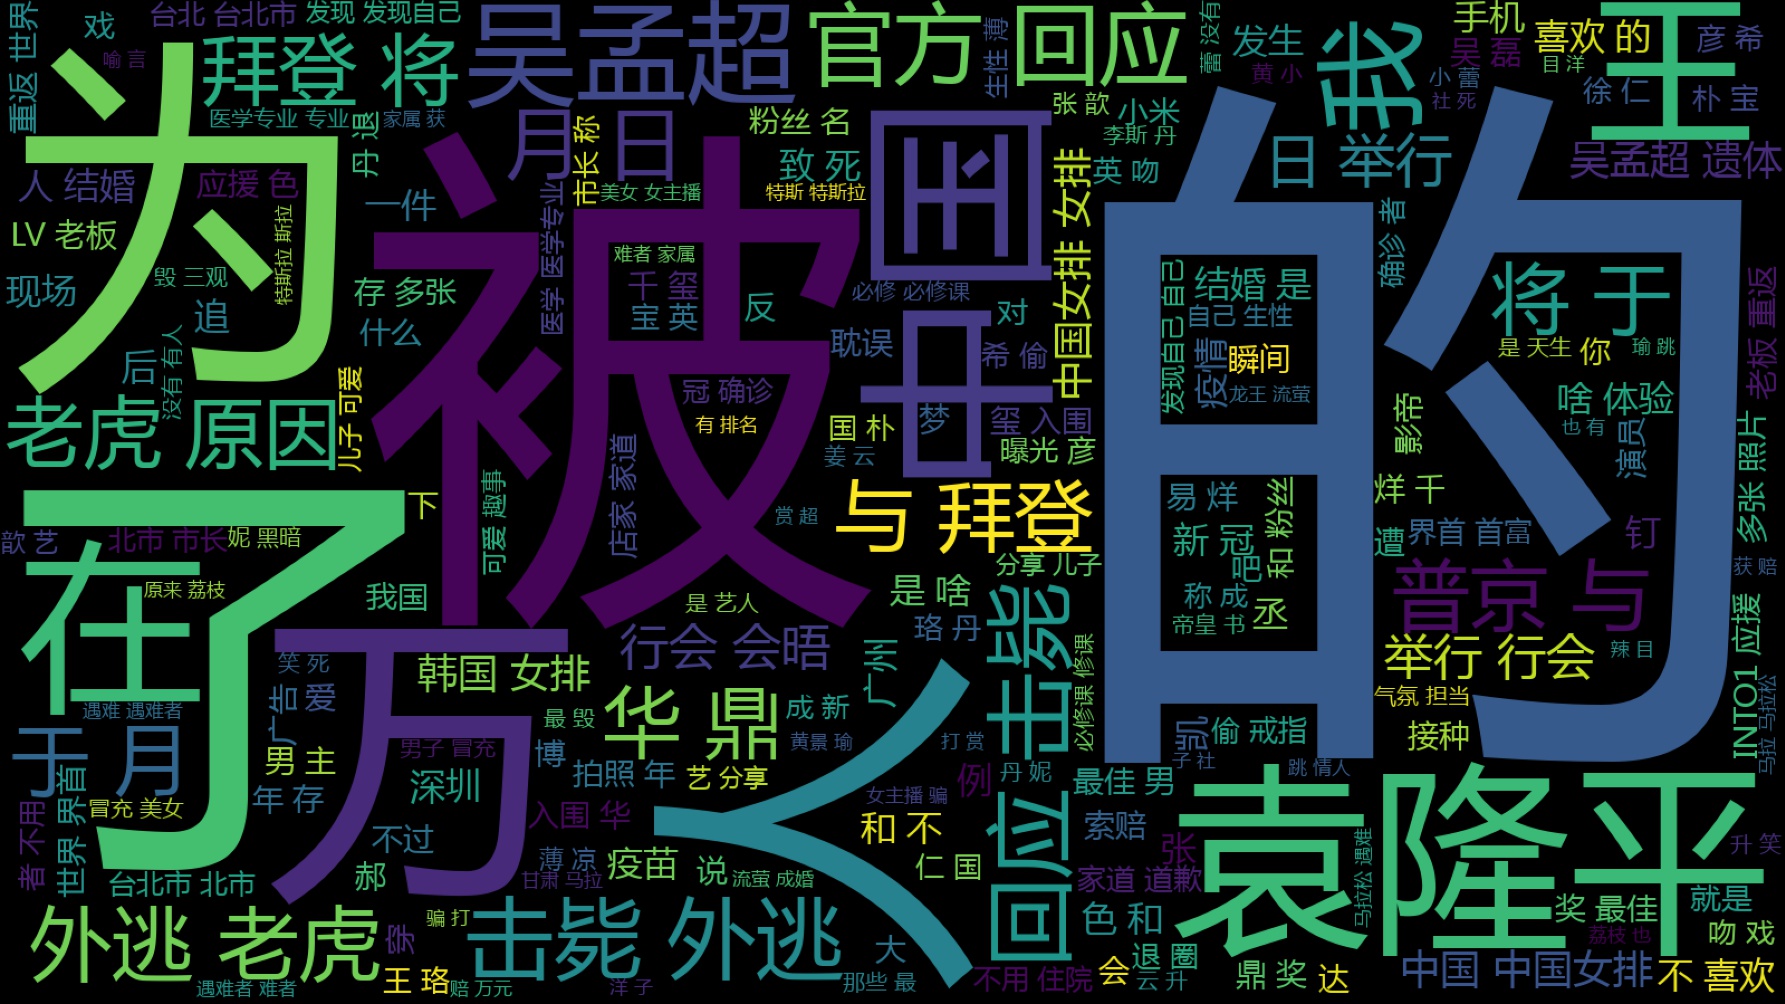 重返 世界
戏
台北 台北市
发现 发现自己
喻 言
为
拜登 将
吴孟超
官方 回应
生性 薄
蕾 没有
发生
黄 小
我
手机
吴 磊
喜欢 的
目 洋
王
彦 希
小 蕾
社 死
徐 仁
朴 宝
医学专业 专业
家属 获
丹 退
月 日
市长 称
粉丝 名
致 死
张 歆
小米
李斯 丹
英 吻
国
日 举行
吴孟超 遗体
人 结婚
应援 色
一件
医学 医学专业
美女 女主播
特斯 特斯拉
中国女排 女排
确诊 者
LV 老板
特斯拉 斯拉
被
的
现场
毁 三观
追
存 多张
什么
难者 家属
千 玺
宝 英
反
必修 必修课
对
发现自己 自己
结婚 是
自己 生性
疫情
瞬间
龙王 流萤
将 于
是 天生
你
瑜 跳
老板 重返
后
没有 有人
耽误
希 偷
中
儿子 可爱
冠 确诊
有 排名
国 朴
梦
玺 入围
姜 云
曝光 彦
影帝
啥 体验
也 有
演员
多张 照片
老虎 原因
可爱 趣事
店家 家道
赏 超
与 拜登
易 烊
新 冠
吧
和 粉丝
烊 千
遭
界首 首富
钉
了
下
歆 艺
北市 市长
妮 黑暗
在
原来 荔枝
我国
是 艺人
分享 儿子
是 啥
称 成
帝皇 书
丞
普京 与
获 赔
INTO1 应援
万
行会 会晤
广州
珞 丹
击毙
必修课 修课
举行 行会
辣 目
笑 死
广告
爱
韩国 女排
华 鼎
最 毁
成 新
人
气氛 担当
接种
马拉 马拉松
遇难 遇难者
于 月
男子 冒充
博
黄景 瑜
打 赏
凯
偷 戒指
子 社
跳 情人
世界 界首
男 主
深圳
拍照 年
艺 分享
例
丹 妮
最佳 男
者 不用
冒充 美女
年 存
入围 华
女主播 骗
和 不
回应
索赔
袁隆平
不过
薄 凉
疫苗
说
仁 国
张
马拉松 遇难
升 笑
台北市 北市
郝
甘肃 马拉
流萤 成婚
家道 道歉
外逃 老虎
骗 打
击毙 外逃
大
色 和
奖 最佳
就是
荔枝 也
吻 戏
遇难者 难者
王 珞
赔 万元
洋 子
那些 最
不用 住院
会
退 圈
云 升
鼎 奖
达
中国 中国女排
不 喜欢